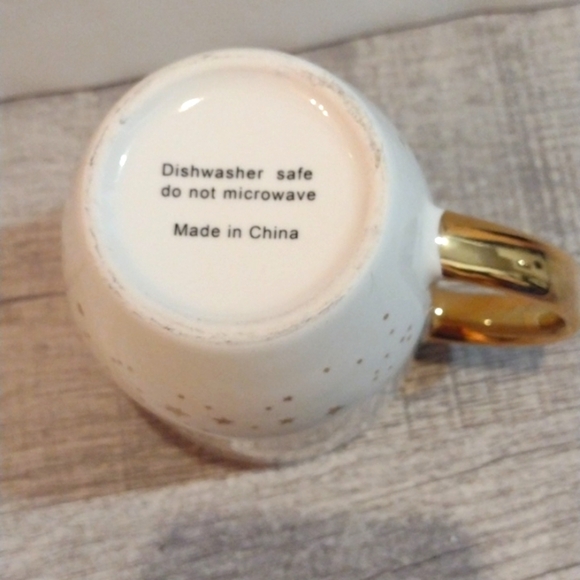 Dishwasher safe
do not microwave
Made in China